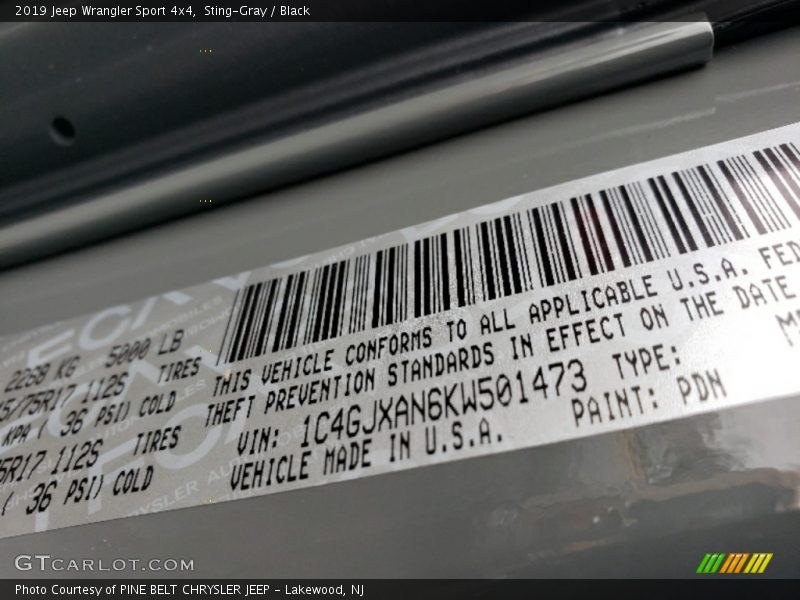 2019 Jeep Wrangler Sport 4x4, Sting-Gray / Black
2268 KG 5000 LB
5/75R17 112S TIRES
KPA ( 36 PSI) COLD
5R17 112S TIRES
( 36 PSI) COLD
THIS VEHICLE CONFORMS TO ALL APPLICABLE U.S.A. FED
THEFT PREVENTION STANDARDS IN EFFECT ON THE DATE
VIN: 1C4GJXAN6KW501473 TYPE:
VEHICLE MADE IN U.S.A. PAINT: PDN
GTCARLOT.COM
Photo Courtesy of PINE BELT CHRYSLER JEEP - Lakewood, NJ